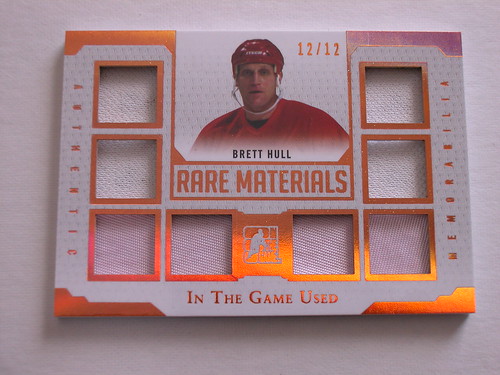 12/12
AUTHENTIC
BRETT HULL
RARE MATERIALS
MEMORABILIA
IN THE GAME USED